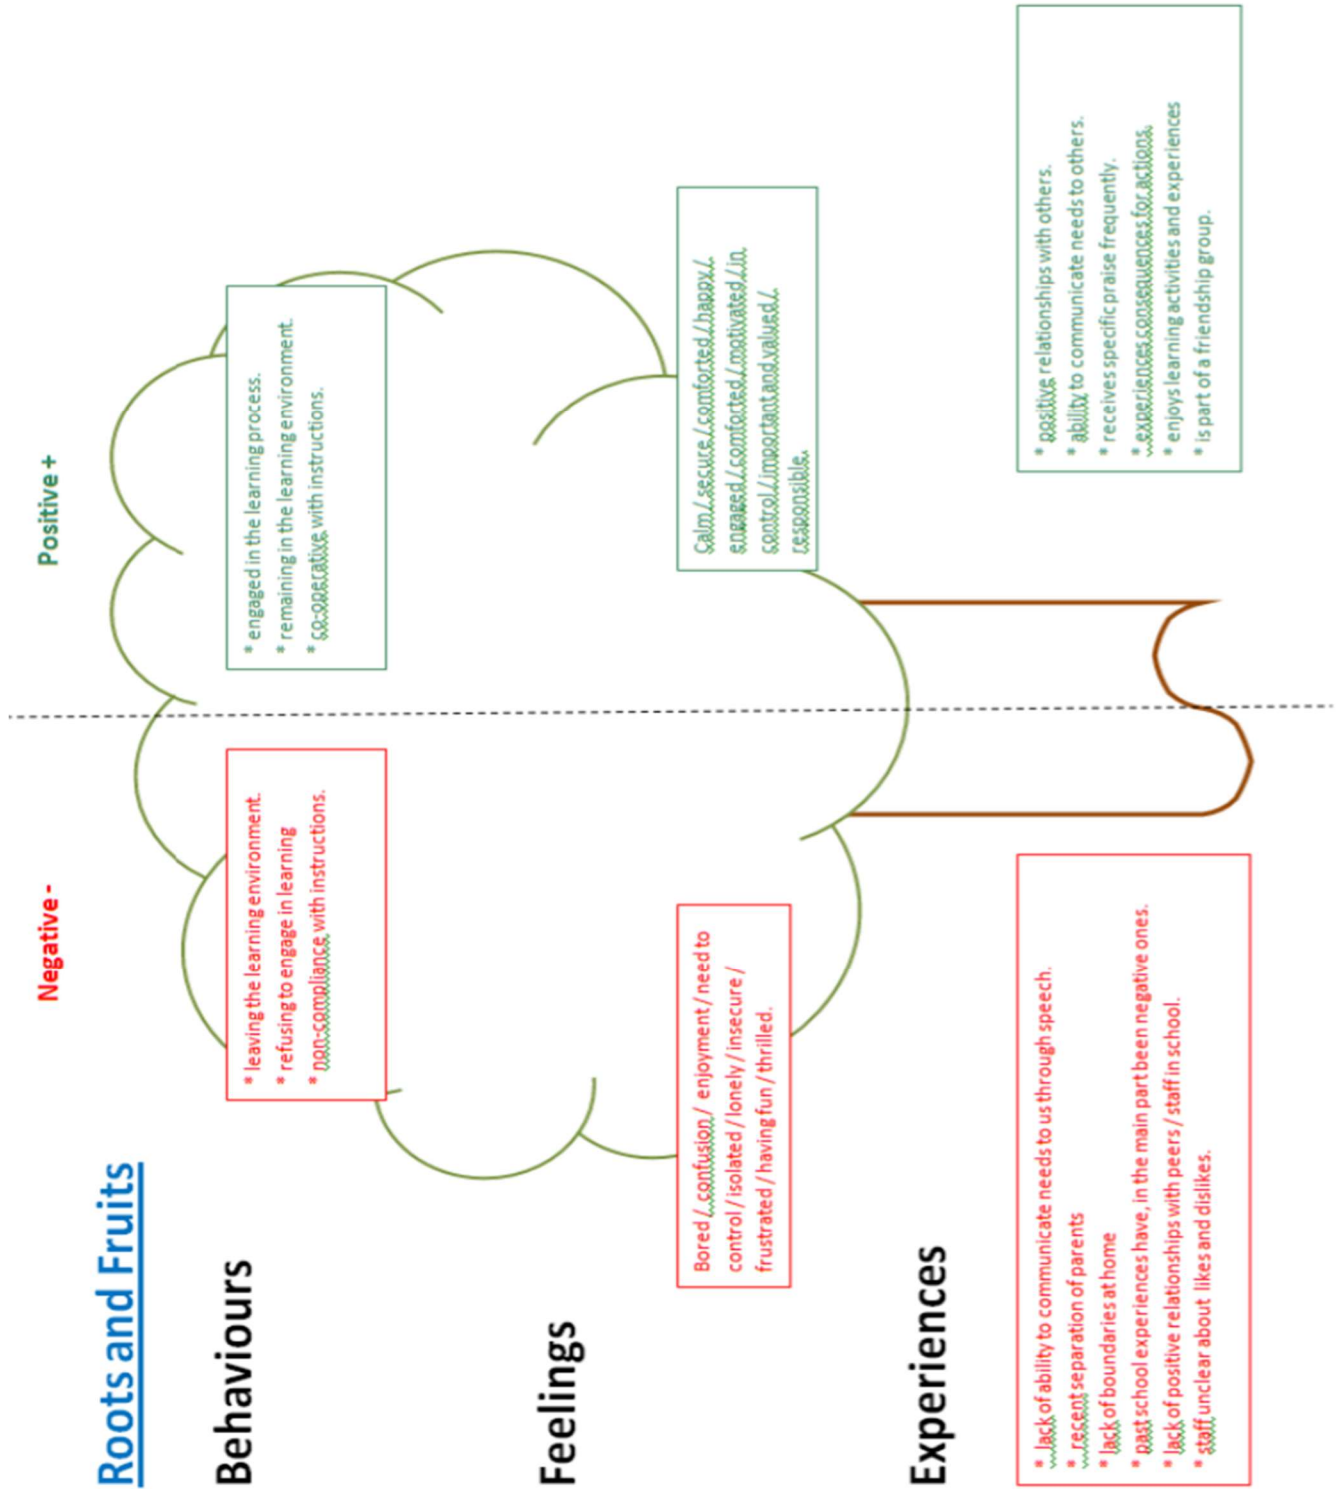 Roots and Fruits
Negative -
Positive +
Behaviours
* leaving the learning environment.
* refusing to engage in learning
* non-compliance with instructions.
* engaged in the learning process.
* remaining in the learning environment.
* co-operative with instructions.
Feelings
Bored / confusion / enjoyment / need to
control / isolated / lonely / insecure /
frustrated / having fun / thrilled.
Calm / secure / comforted / happy /
engaged / comforted / motivated / in
control / important and valued /
responsible.
Experiences
* lack of ability to communicate needs to us through speech.
* recent separation of parents
* lack of boundaries at home
* past school experiences have, in the main part been negative ones.
* lack of positive relationships with peers / staff in school.
* staff unclear about likes and dislikes.
* positive relationships with others.
* ability to communicate needs to others.
* receives specific praise frequently.
* experiences consequences for actions.
* enjoys learning activities and experiences
* is part of a friendship group.